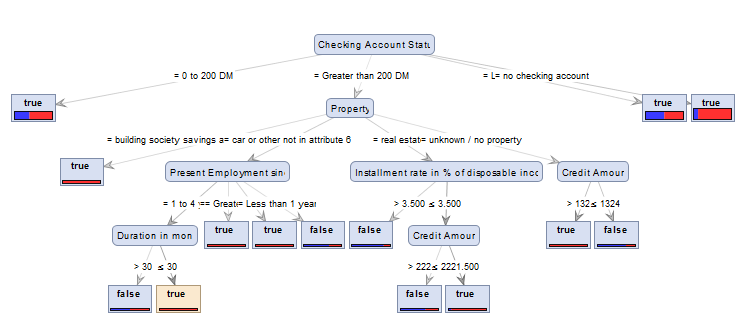 Checking Account Statu
= 0 to 200 DM
= Greater than 200 DM
= L= no checking account
true
Property
true
true
= building society savings a= car or other not in attribute 6
= real estat= unknown / no property
true
Present Employment sin
Installment rate in % of disposable inco
Credit Amour
= 1 to 4 y== Great= Less than 1 year
> 3.500 ≤ 3.500
> 132≤ 1324
Duration in mon
true
true
false
false
Credit Amour
true
false
> 30 ≤ 30
> 222≤ 2221.500
false
true
false
true